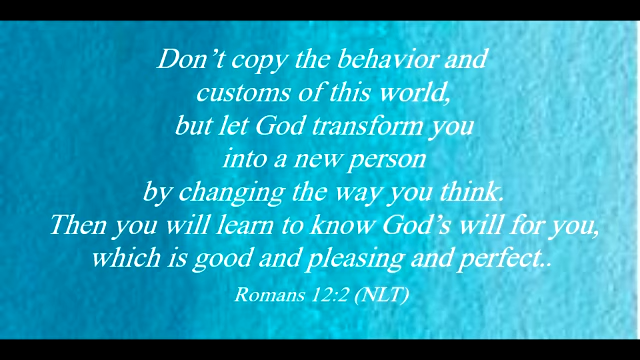 Don’t copy the behavior and
customs of this world,
but let God transform you
into a new person
by changing the way you think.
Then you will learn to know God’s will for you,
which is good and pleasing and perfect..
Romans 12:2 (NLT)